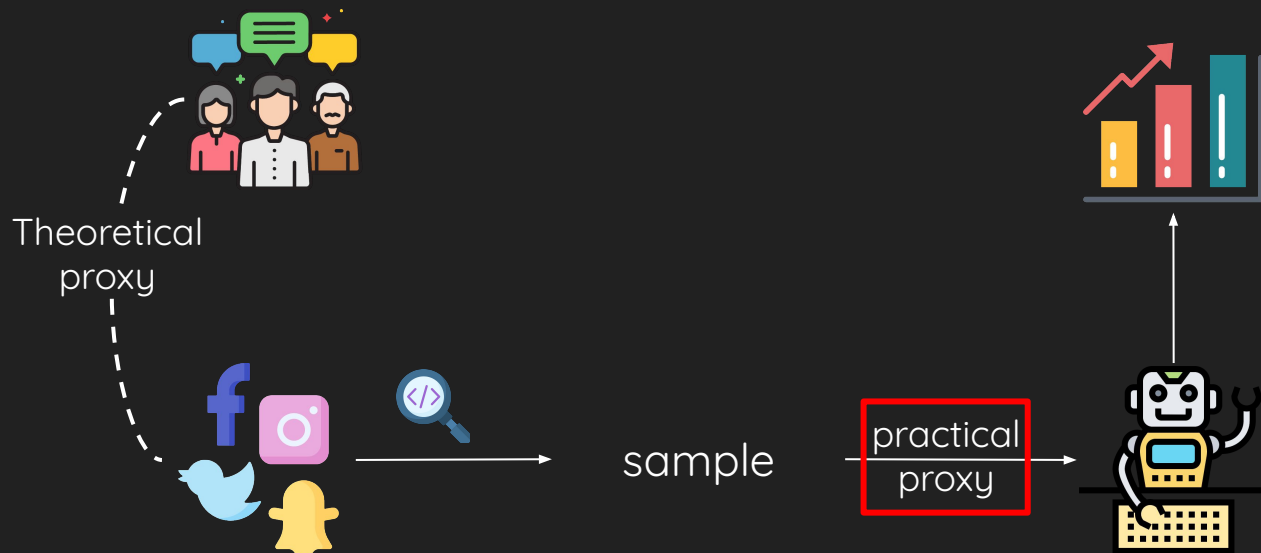 Theoretical
proxy
sample
practical
proxy